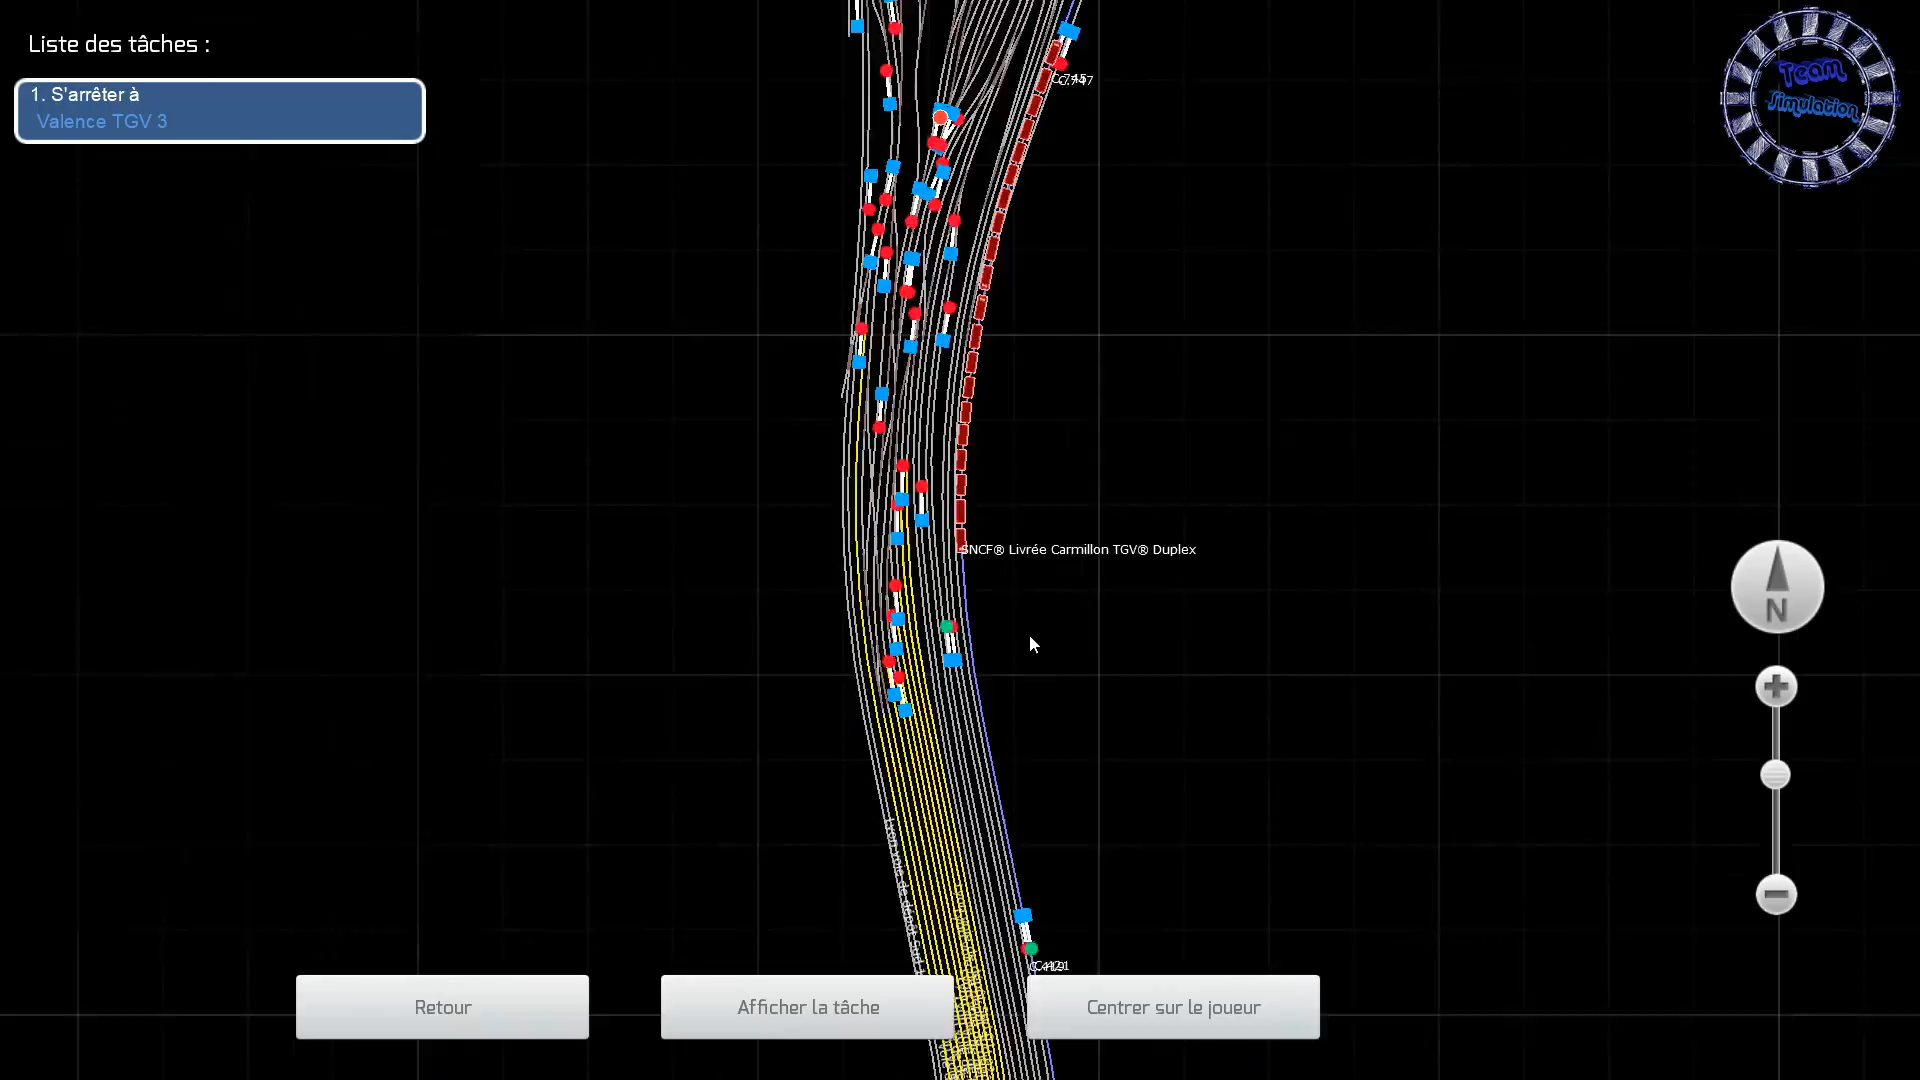 Liste des tâches :
1. S'arrêter à
Valence TGV 3
Team
Simulation
SNCF® Livrée Carmillon TGV® Duplex
N
Retour
Afficher la tâche
Centrer sur le joueur